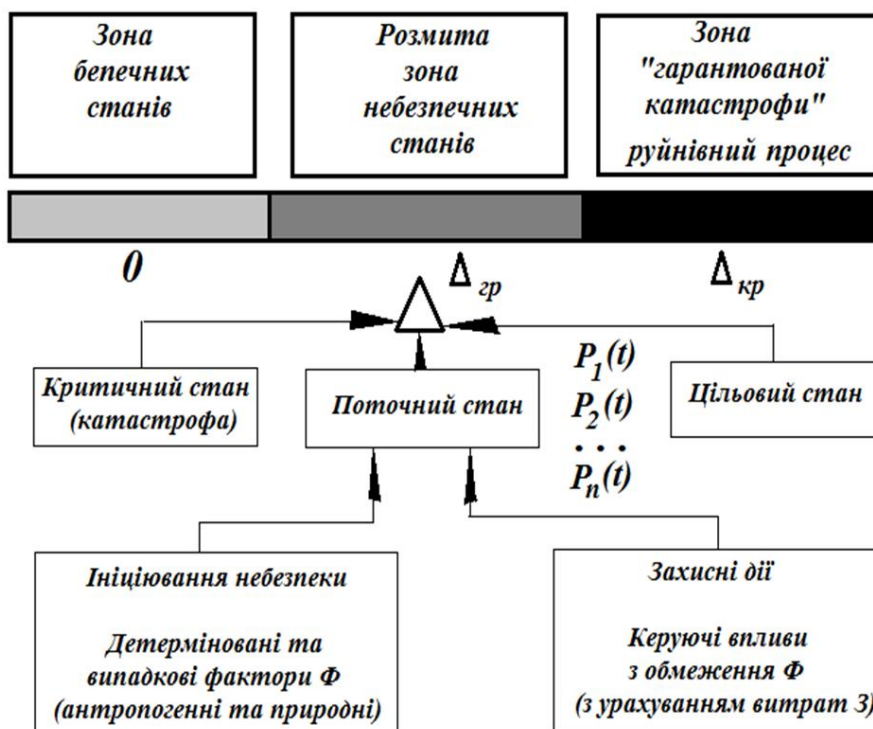 Зона
бепечних
станів
Розмита
зона
небезпечних
станів
Зона
"гарантованої
катастрофи"
руйнівний процес
0
Δгр
Δкр
Критичний стан
(катастрофа)
Поточний стан
P1(t)
P2(t)
. . .
Pn(t)
Цільовий стан
Ініціювання небезпеки
Детерміновані та
випадкові фактори Ф
(антропогенні та природні)
Захисні дії
Керуючі впливи
з обмеження Ф
(з урахуванням витрат З)